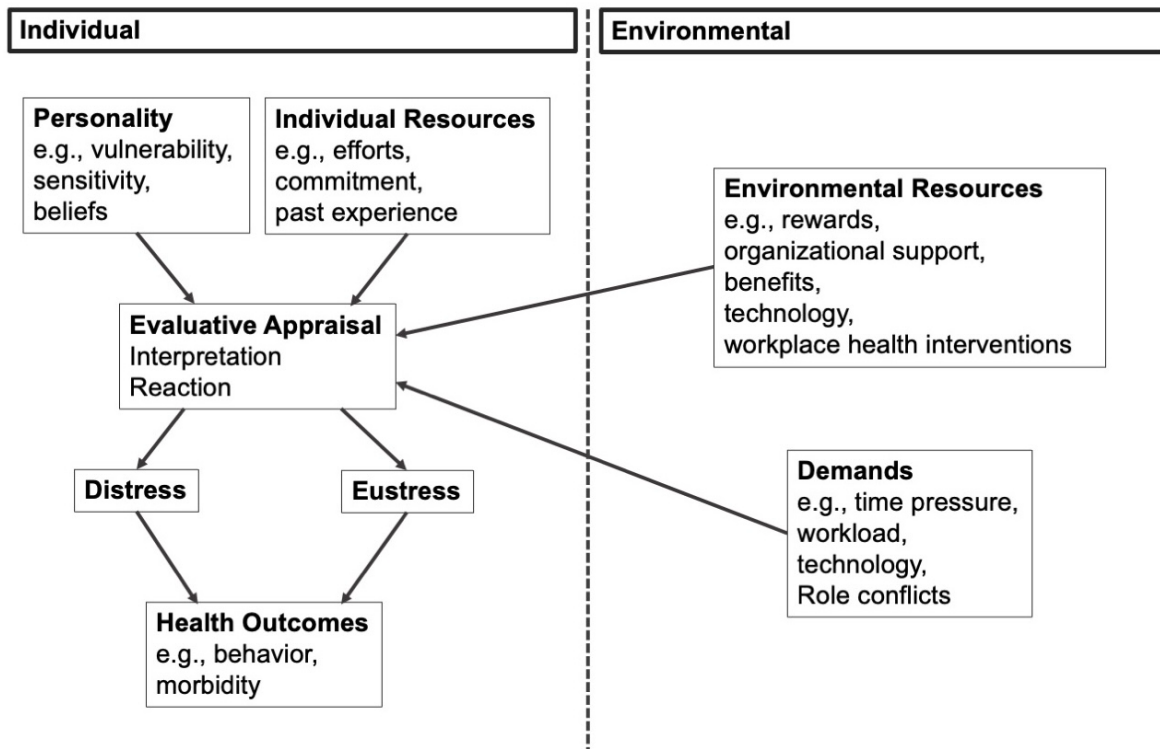 Individual
Environmental
Personality
e.g., vulnerability,
sensitivity,
beliefs
Individual Resources
e.g., efforts,
commitment,
past experience
Environmental Resources
e.g., rewards,
organizational support,
benefits,
technology,
workplace health interventions
Evaluative Appraisal
Interpretation
Reaction
Distress
Eustress
Demands
e.g., time pressure,
workload,
technology,
Role conflicts
Health Outcomes
e.g., behavior,
morbidity